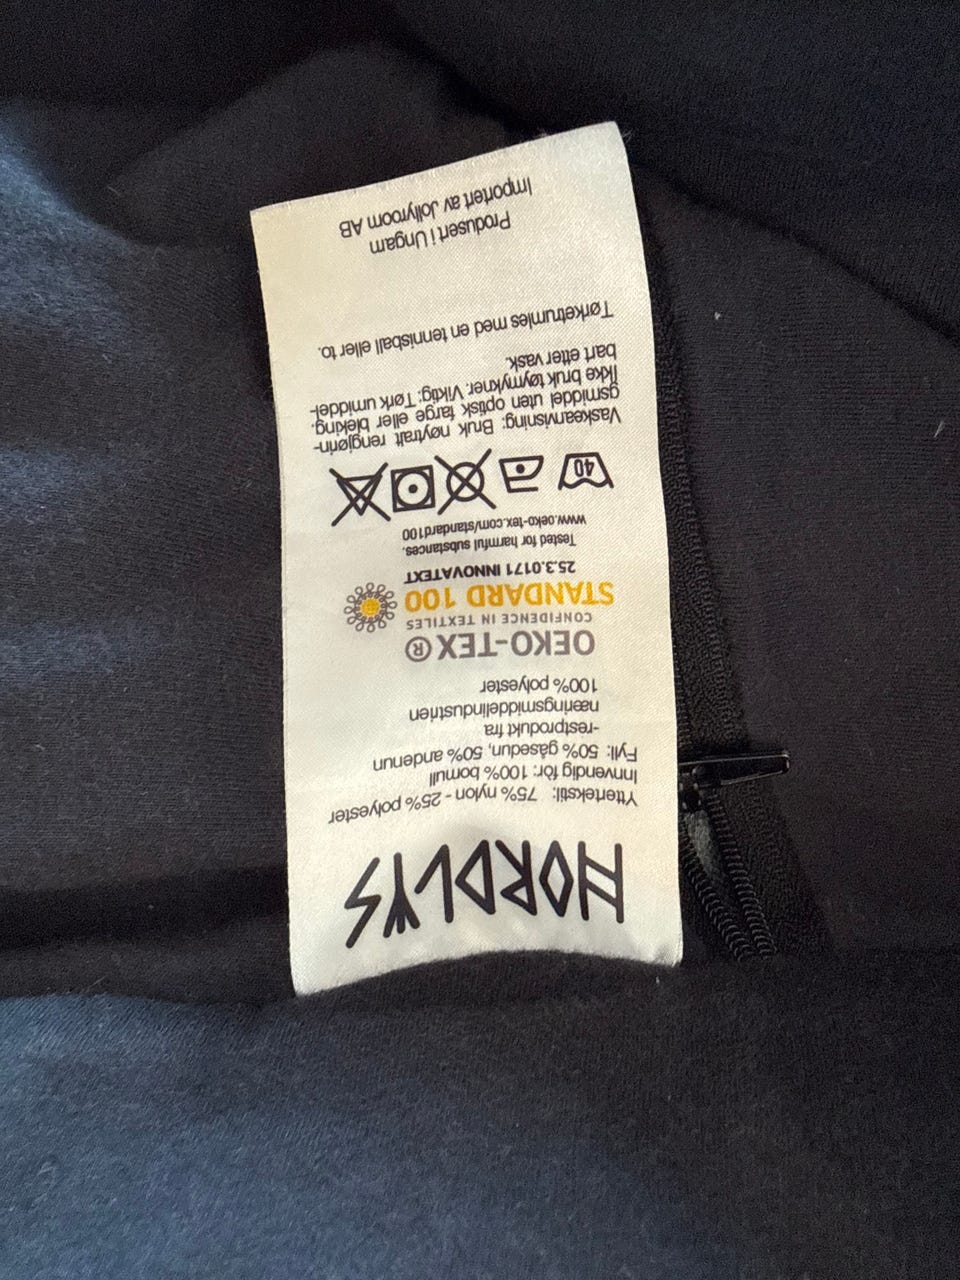 NORDLYS
Yttertekstil: 75% nylon - 25% polyester
Innvendig fôr: 100% bomull
Fyll: 50% gåsedun, 50% andenun
-restprodukt fra
næringsmiddelindustrien
100% polyester
OEKO-TEX®
CONFIDENCE IN TEXTILES
STANDARD 100
25.3.0171 INNOVATEXT
Tested for harmful substances.
www.oeko-tex.com/standard100
40
Vaskeanvisning: Bruk nøytralt rengjørin-
gsmiddel uten optisk farge eller bleking.
Ikke bruk tøymykner. Viktig: Tørk umiddel-
bart etter vask.
Tørketrumles med en tennisball eller to.
Produsert i Ungarn
Importert av Jollyroom AB